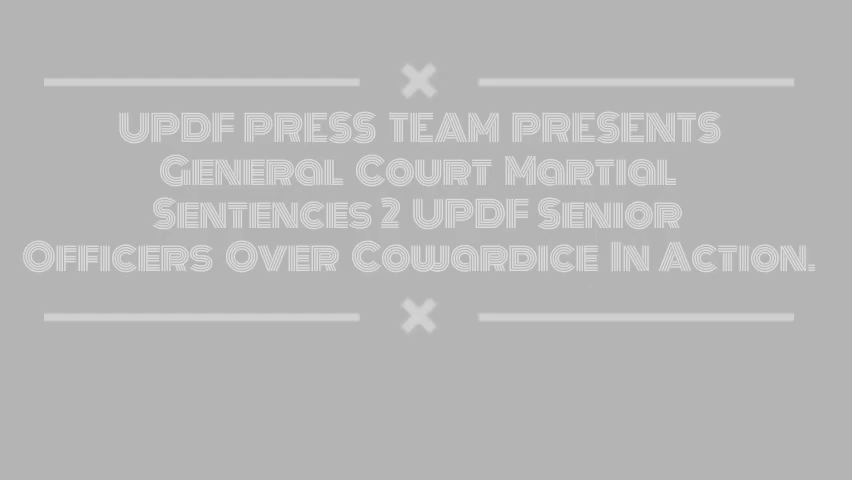 UPDF PRESS TEAM PRESENTS
General Court Martial
Sentences 2 UPDF Senior
Officers Over Cowardice In Action.